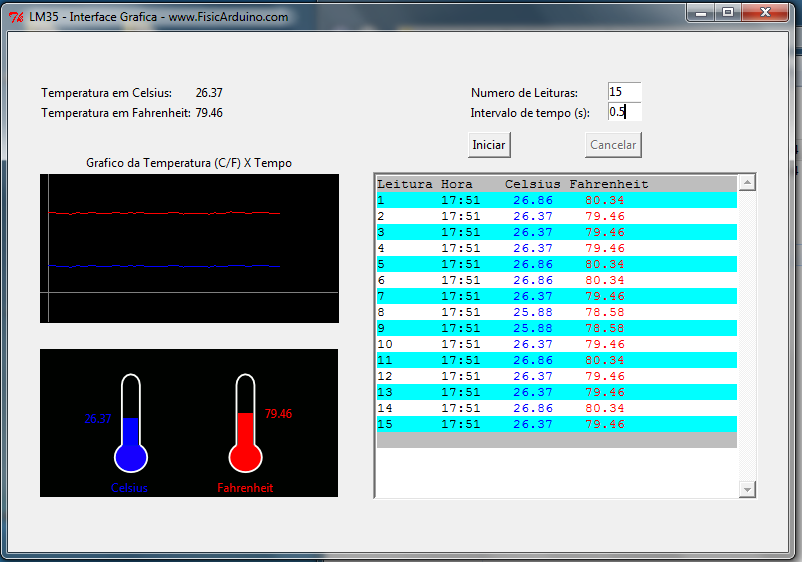 LM35 - Interface Grafica - www.FisicArduino.com
Temperatura em Celsius: 26.37
Temperatura em Fahrenheit: 79.46
Numero de Leituras: 15
Intervalo de tempo (s): 0.5
Iniciar Cancelar
Grafico da Temperatura (C/F) X Tempo
26.37 79.46
Celsius Fahrenheit
Leitura Hora Celsius Fahrenheit
1 17:51 26.86 80.34
2 17:51 26.37 79.46
3 17:51 26.37 79.46
4 17:51 26.37 79.46
5 17:51 26.86 80.34
6 17:51 26.86 80.34
7 17:51 26.37 79.46
8 17:51 25.88 78.58
9 17:51 25.88 78.58
10 17:51 26.37 79.46
11 17:51 26.86 80.34
12 17:51 26.37 79.46
13 17:51 26.37 79.46
14 17:51 26.86 80.34
15 17:51 26.37 79.46